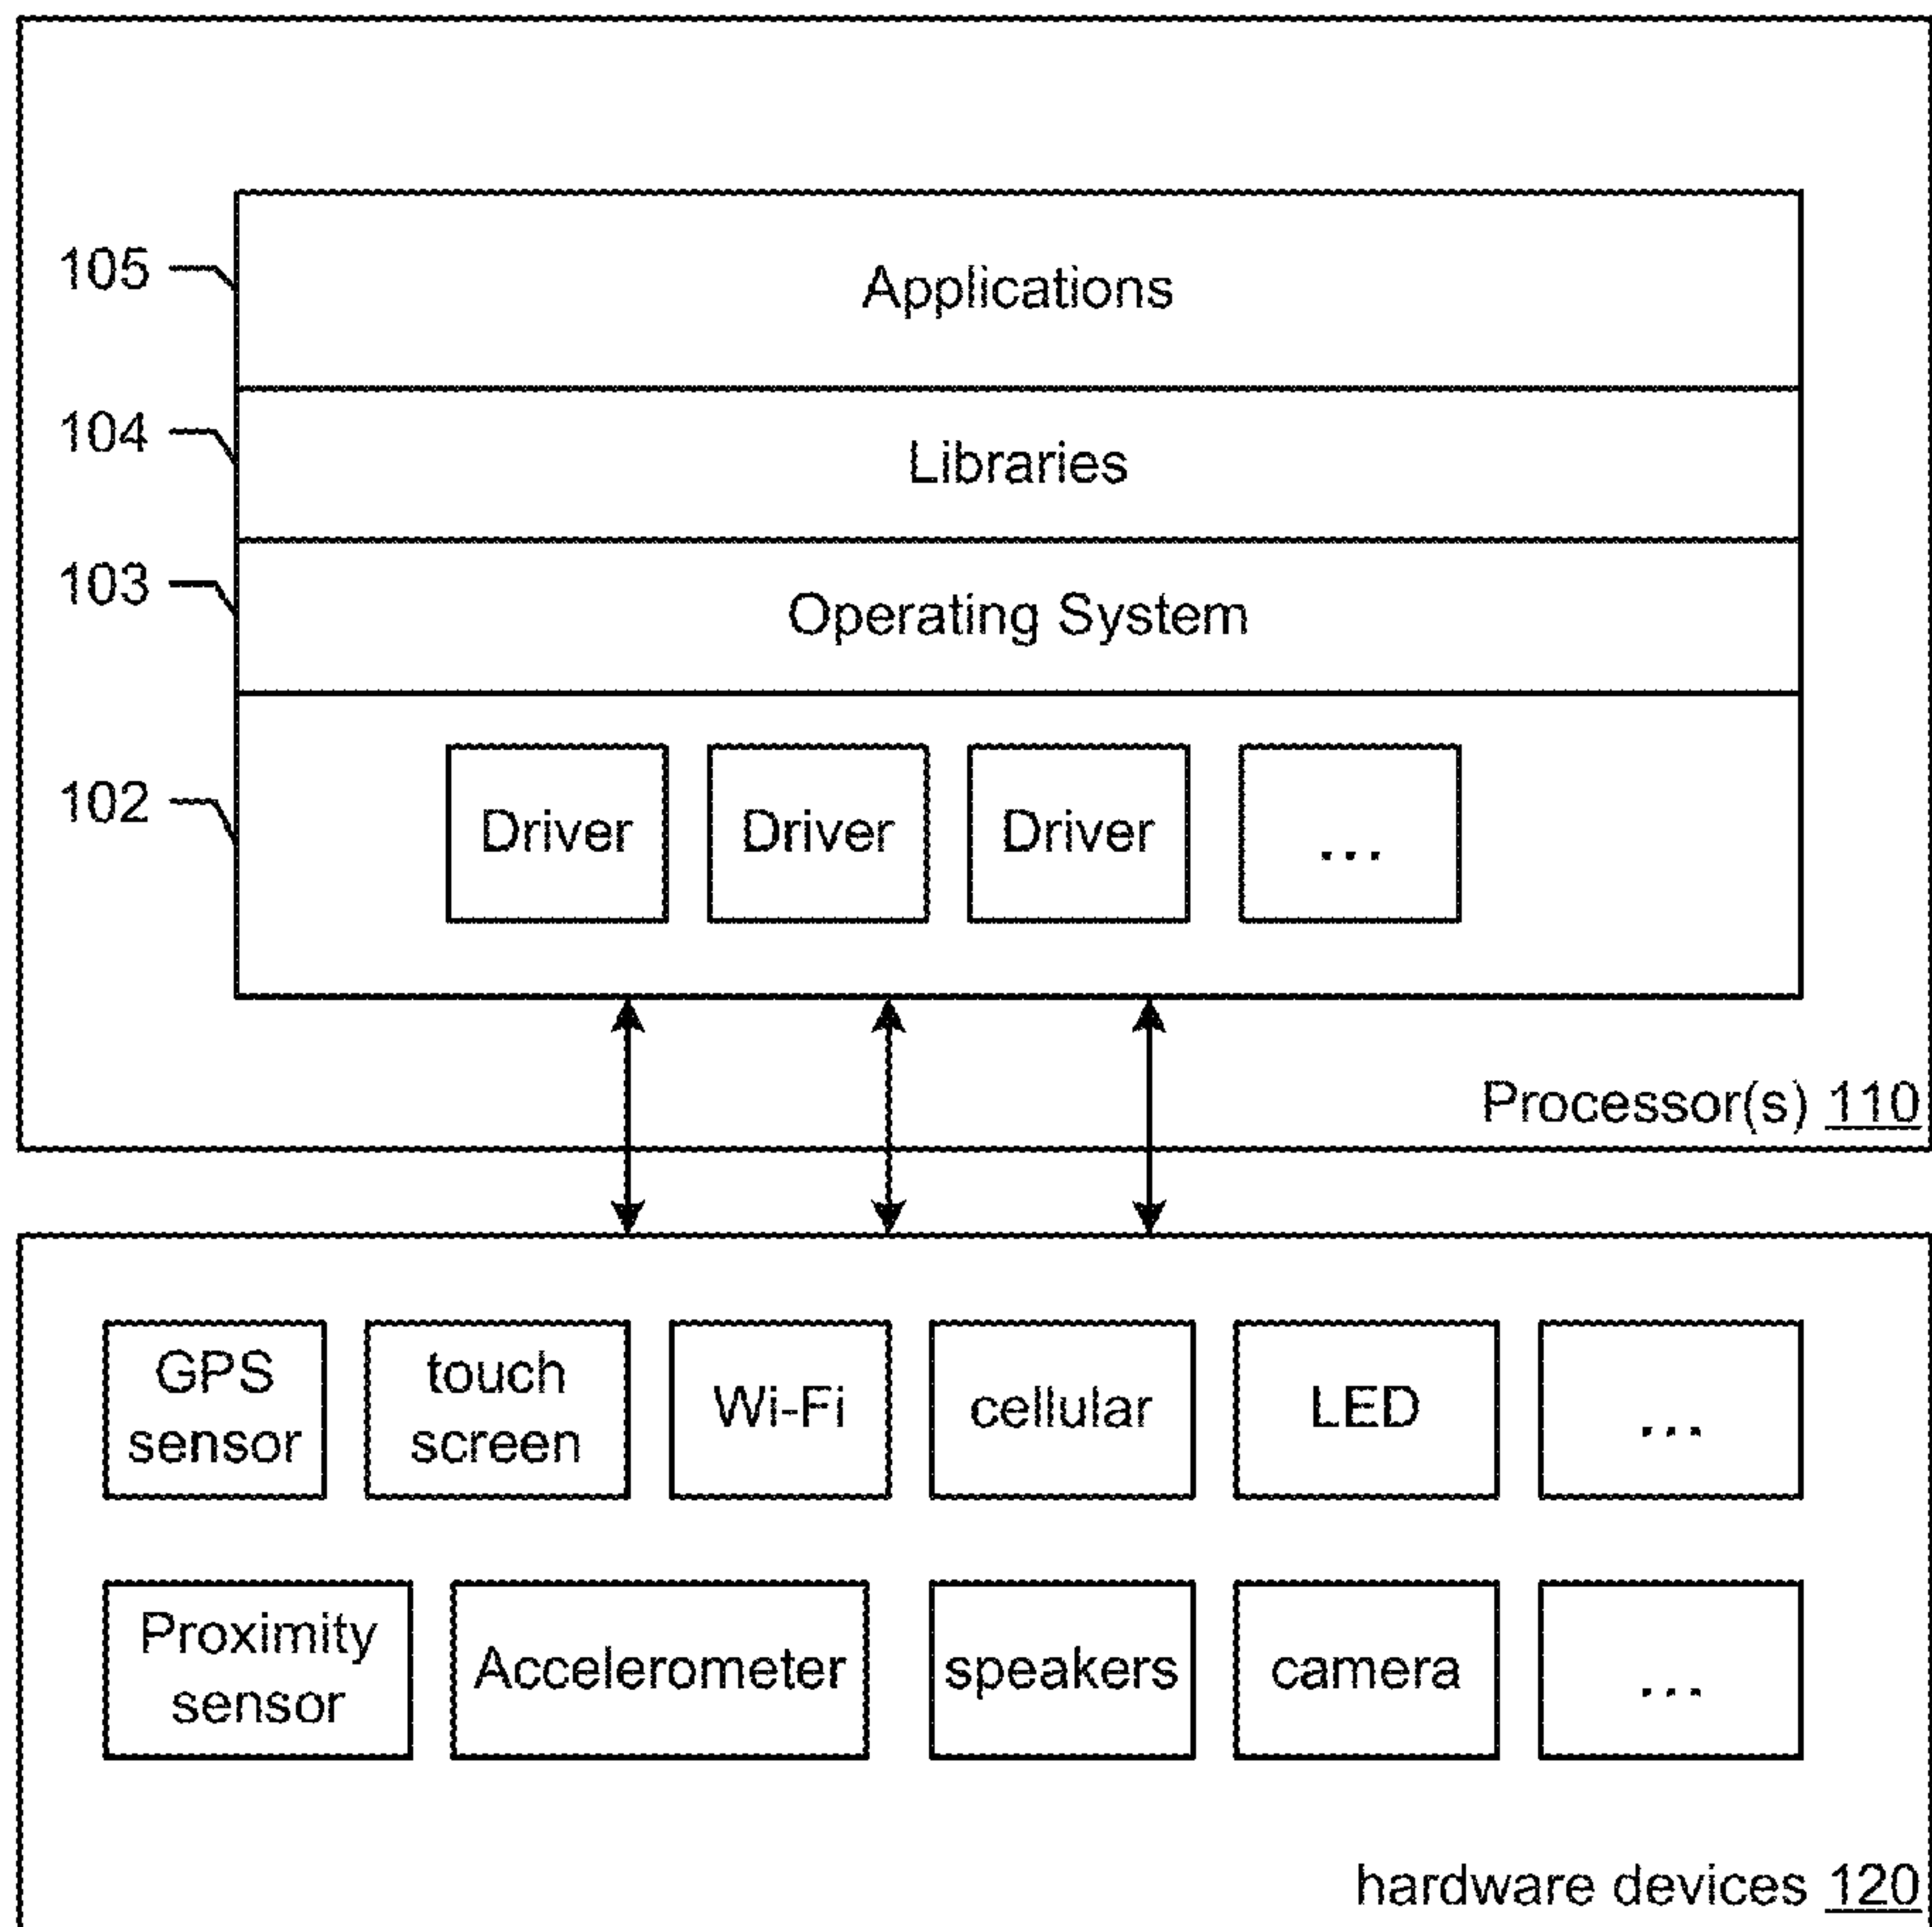 105
Applications
104
Libraries
103
Operating System
102
Driver
Driver
Driver
...
Processor(s) 110
GPS
sensor
touch
screen
Wi-Fi
cellular
LED
...
Proximity
sensor
Accelerometer
speakers
camera
...
hardware devices 120